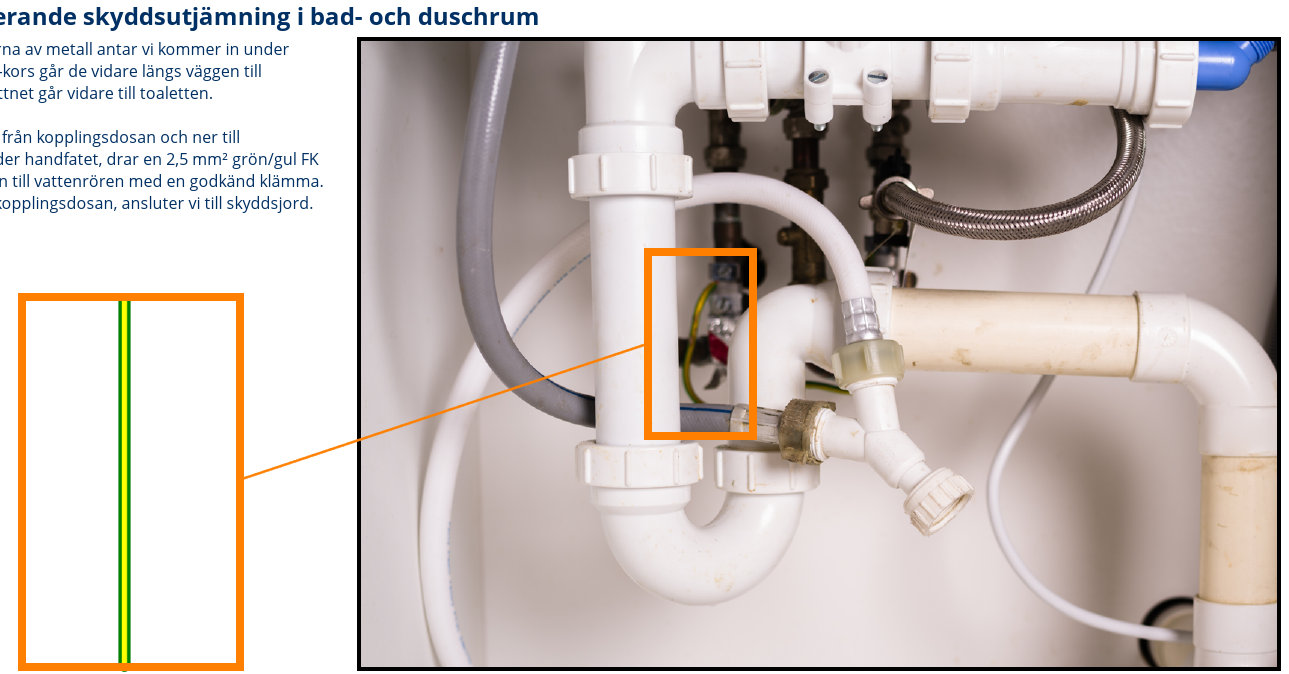 erande skyddsutjämning i bad- och duschrum
rna av metall antar vi kommer in under
-kors går de vidare längs väggen till
ttnet går vidare till toaletten.
från kopplingsdosan och ner till
der handfatet, drar en 2,5 mm² grön/gul FK
n till vattenrören med en godkänd klämma.
kopplingsdosan, ansluter vi till skyddsjord.